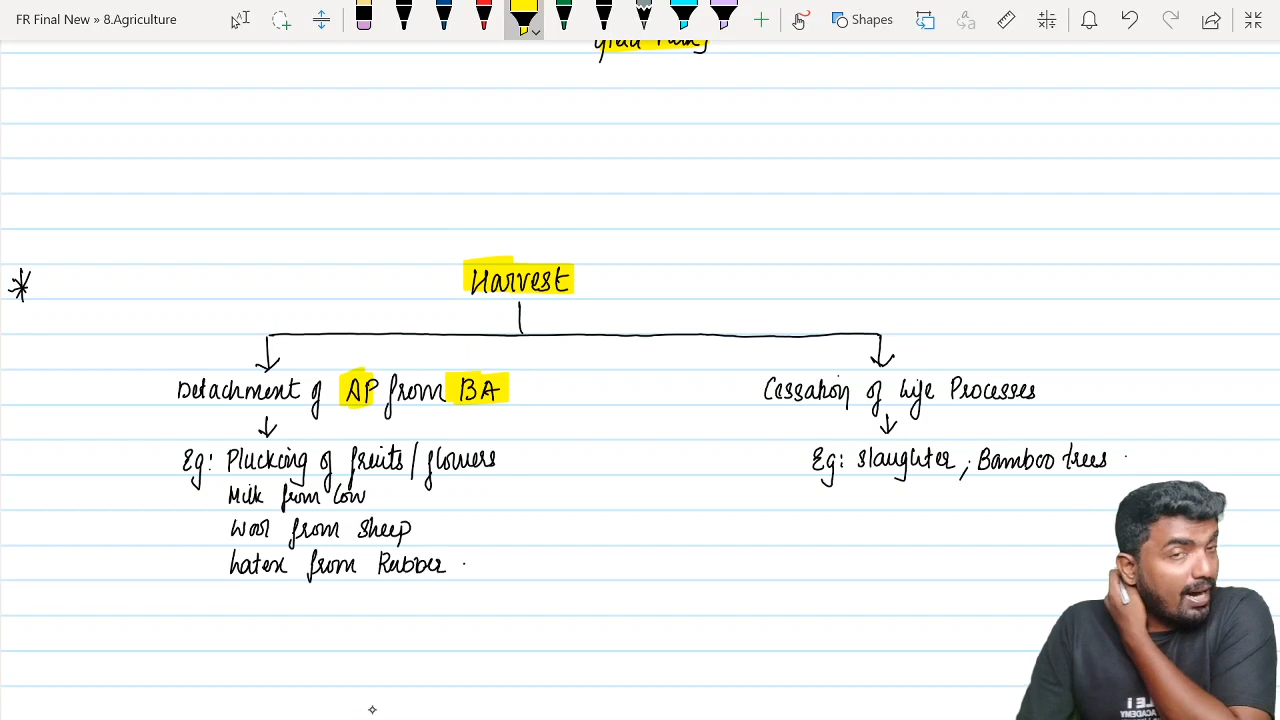 FR Final New » 8.Agriculture
Shapes
Harvest
Detachment of AP from BA
Cessation of Life Processes
Eg: Plucking of fruits/flowers
Eg: Slaughter; Bamboo trees
Milk from Cow
Wool from Sheep
Latex from Rubber
ACADEMY